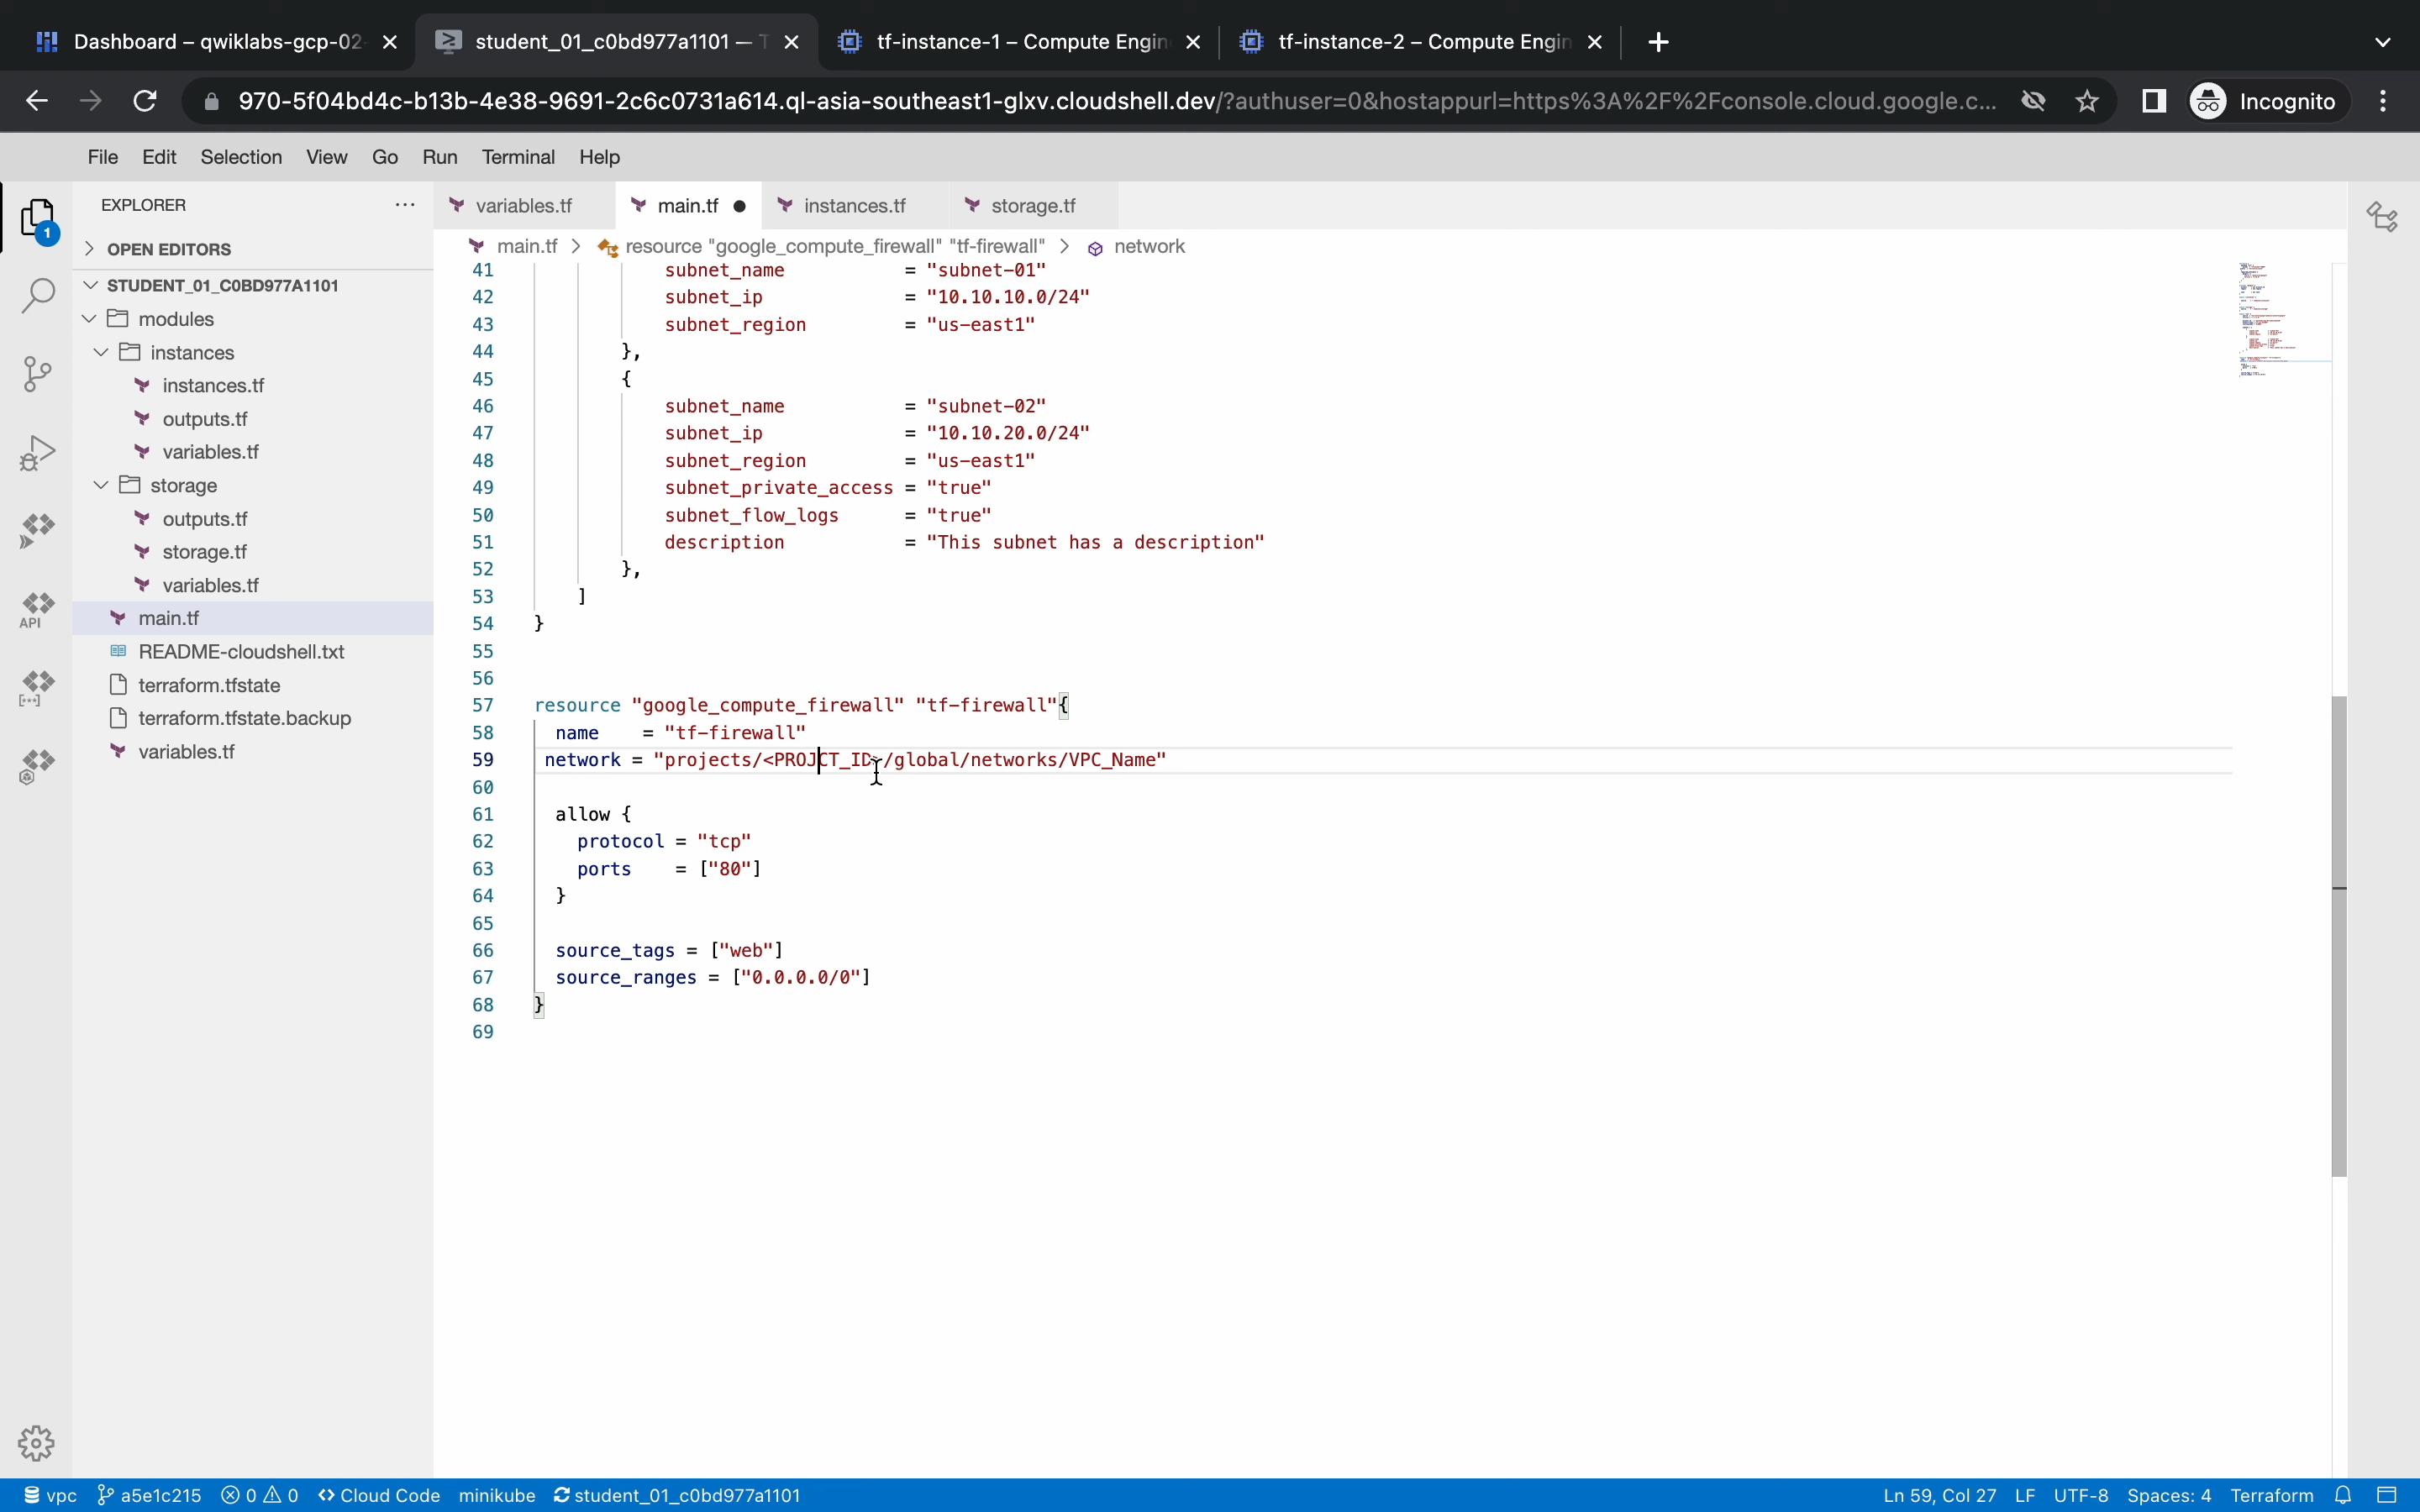 Dashboard – qwiklabs-gcp-02-
student_01_c0bd977a1101 — T
tf-instance-1 – Compute Engin
tf-instance-2 – Compute Engin
970-5f04bd4c-b13b-4e38-9691-2c6c0731a614.ql-asia-southeast1-glxv.cloudshell.dev/?authuser=0&hostappurl=https%3A%2F%2Fconsole.cloud.google.c...
Incognito
File Edit Selection View Go Run Terminal Help
EXPLORER
1
OPEN EDITORS
STUDENT_01_C0BD977A1101
modules
instances
instances.tf
outputs.tf
variables.tf
storage
outputs.tf
storage.tf
variables.tf
main.tf
README-cloudshell.txt
terraform.tfstate
terraform.tfstate.backup
variables.tf
API
variables.tf main.tf instances.tf storage.tf
main.tf > resource "google_compute_firewall" "tf-firewall" > network
41 subnet_name = "subnet-01"
42 subnet_ip = "10.10.10.0/24"
43 subnet_region = "us-east1"
44 },
45 {
46 subnet_name = "subnet-02"
47 subnet_ip = "10.10.20.0/24"
48 subnet_region = "us-east1"
49 subnet_private_access = "true"
50 subnet_flow_logs = "true"
51 description = "This subnet has a description"
52 },
53 ]
54 }
55
56
57 resource "google_compute_firewall" "tf-firewall"{
58 name = "tf-firewall"
59 network = "projects/<PROJCT_ID>/global/networks/VPC_Name"
60
61 allow {
62 protocol = "tcp"
63 ports = ["80"]
64 }
65
66 source_tags = ["web"]
67 source_ranges = ["0.0.0.0/0"]
68 }
69
vpc a5e1c215 0 0 Cloud Code minikube student_01_c0bd977a1101
Ln 59, Col 27 LF UTF-8 Spaces: 4 Terraform